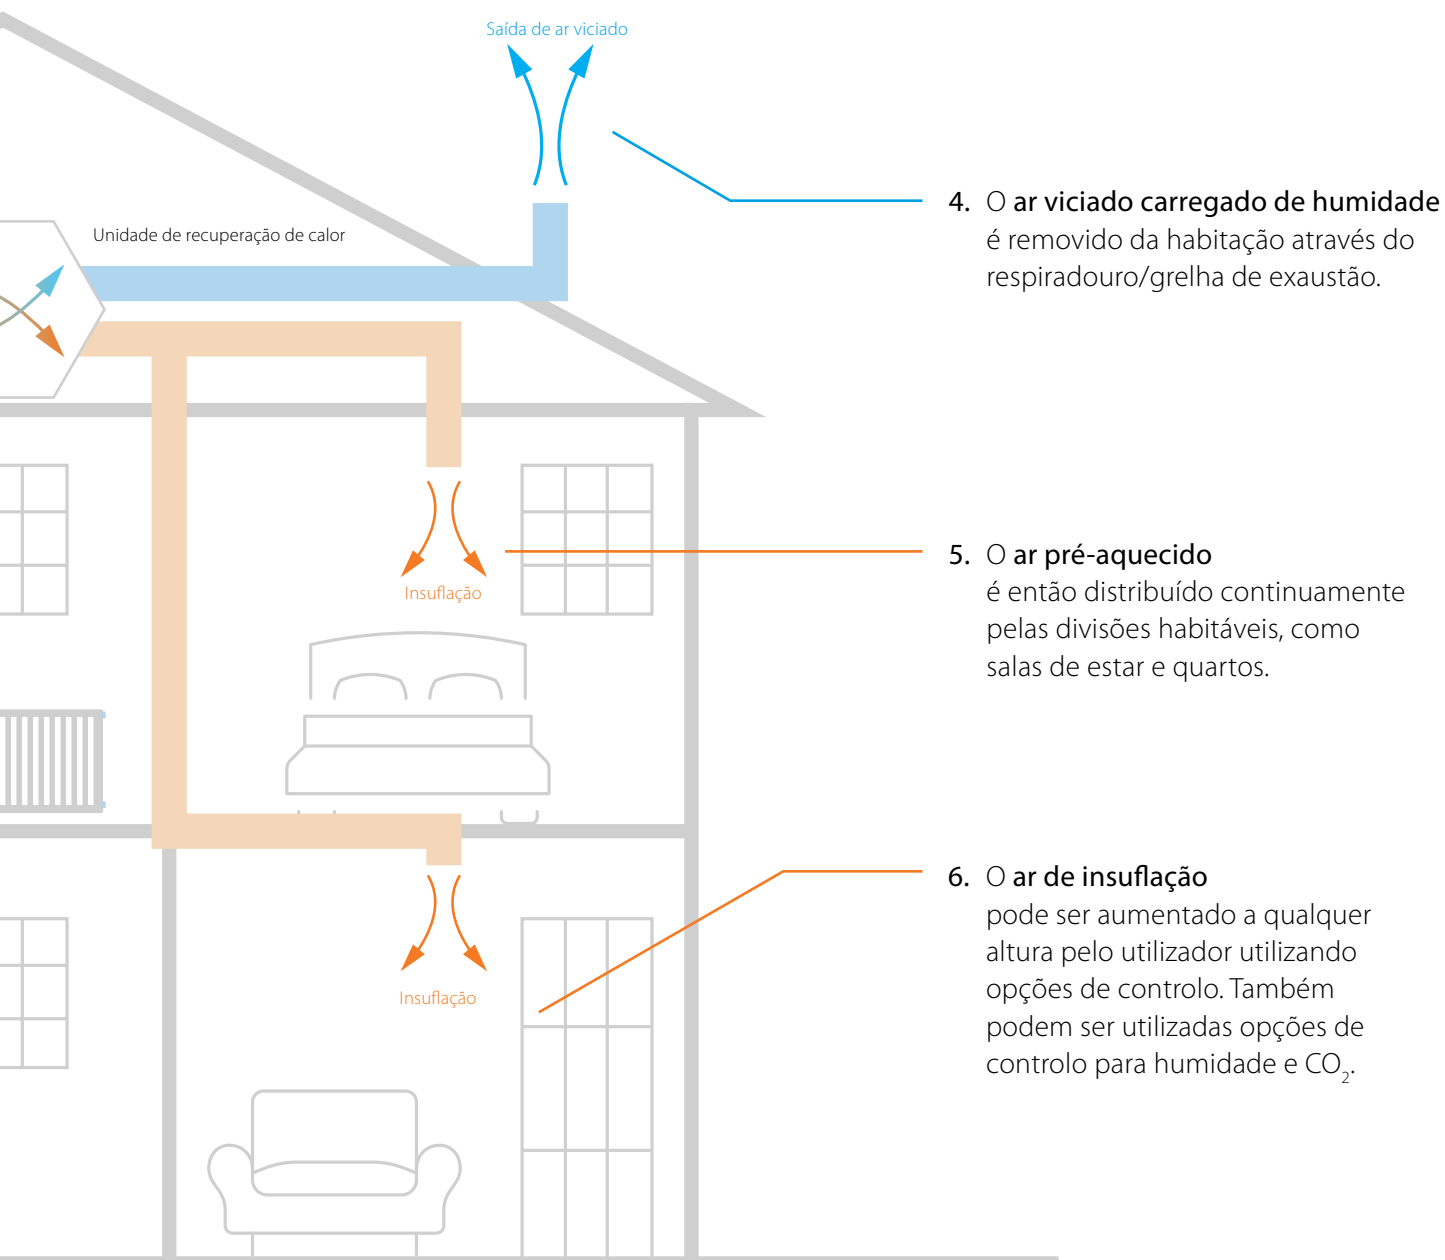 Saída de ar viciado
Unidade de recuperação de calor
4. O ar viciado carregado de humidade
é removido da habitação através do
respiradouro/grelha de exaustão.
5. O ar pré-aquecido
é então distribuído continuamente
pelas divisões habitáveis, como
salas de estar e quartos.
Insuflação
6. O ar de insuflação
pode ser aumentado a qualquer
altura pelo utilizador utilizando
opções de controlo. Também
podem ser utilizadas opções de
controlo para humidade e CO₂.
Insuflação